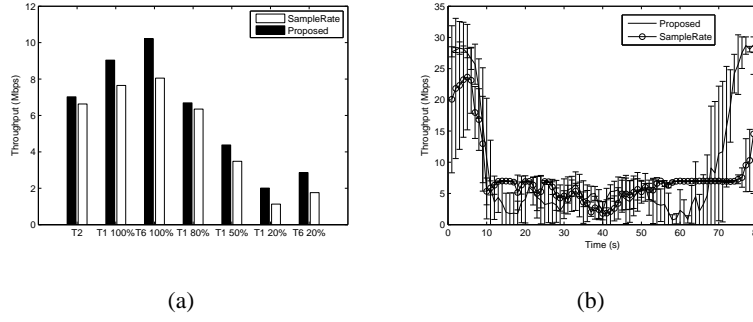 12
10
8
6
4
2
0
Throughput (Mbps)
SampleRate
Proposed
T2 T1 100% T6 100% T1 80% T1 50% T1 20% T6 20%
(a)
35
30
25
20
15
10
5
0
Throughput (Mbps)
Proposed
SampleRate
0 10 20 30 40 50 60 70 80
Time (s)
(b)